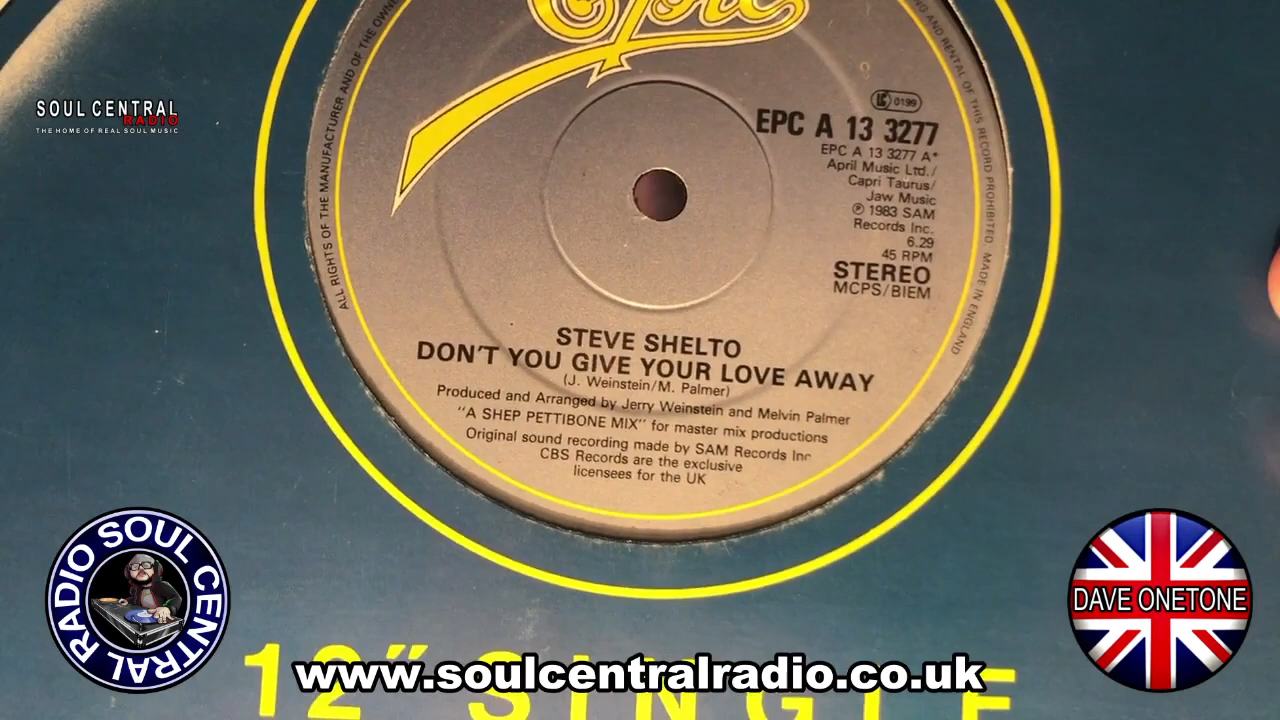 Epic
SOUL CENTRAL
RADIO
THE HOME OF REAL SOUL MUSIC
ALL RIGHTS OF THE MANUFACTURER AND OF THE OWNE
AND RENTAL OF THIS RECORD PROHIBITED MADE IN ENGLAND
LC 0199
EPC A 13 3277
EPC A 13 3277 A*
April Music Ltd./
Capri Taurus/
Jaw Music
℗ 1983 SAM
Records Inc.
6.29
45 RPM
STEREO
MCPS/BIEM
STEVE SHELTO
DON'T YOU GIVE YOUR LOVE AWAY
(J. Weinstein/M. Palmer)
Produced and Arranged by Jerry Weinstein and Melvin Palmer
"A SHEP PETTIBONE MIX" for master mix productions
Original sound recording made by SAM Records Inc
CBS Records are the exclusive
licensees for the UK
RADIO SOUL CENTRAL
DAVE ONETONE
12" SINGLE
www.soulcentralradio.co.uk